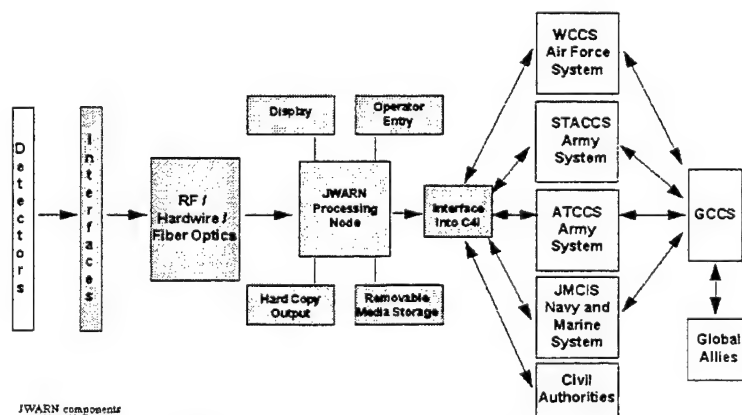 Detectors
Interfaces
RF /
Hardwire /
Fiber Optics
Display
Operator
Entry
JWARN
Processing
Node
Hard Copy
Output
Removable
Media Storage
Interface
Into C4I
WCCS
Air Force
System
STACCS
Army
System
ATCCS
Army
System
JMCIS
Navy and
Marine
System
Civil
Authorities
GCCS
Global
Allies
JWARN components